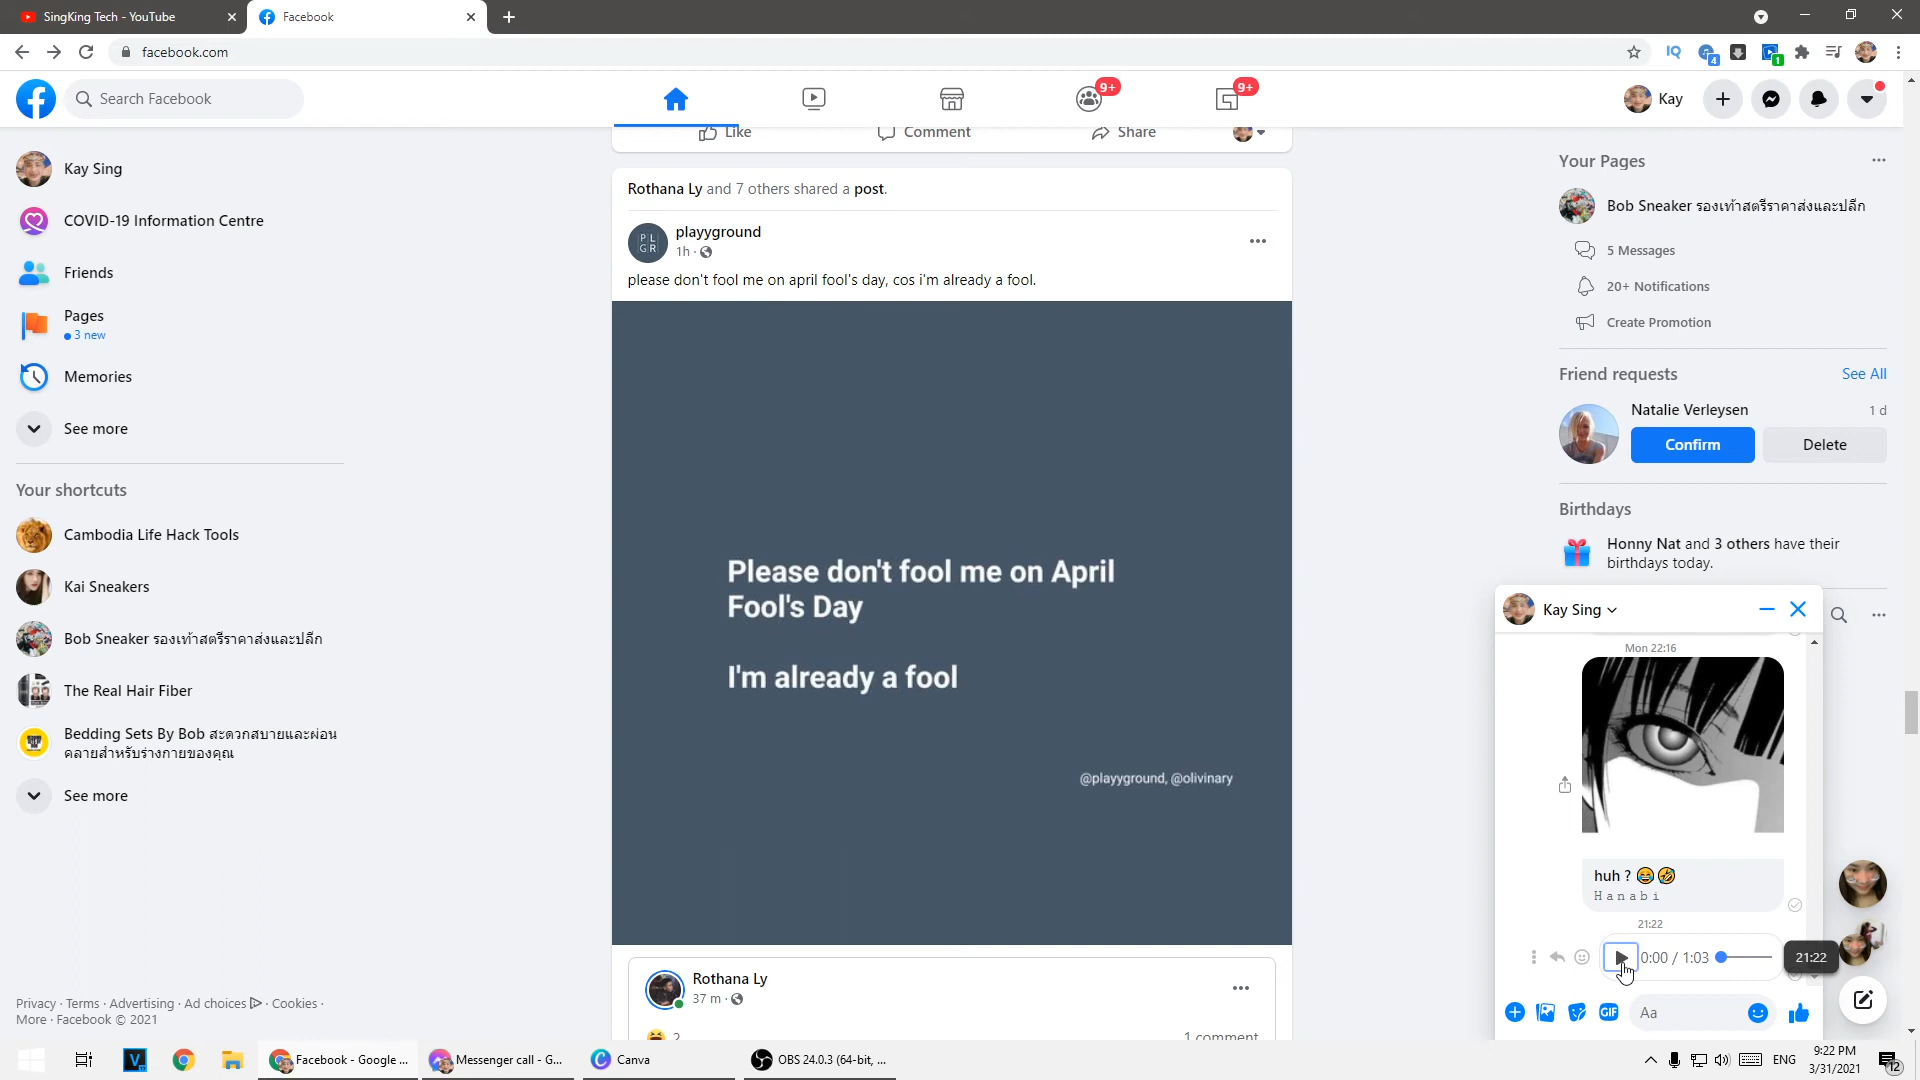 SingKing Tech - YouTube
Facebook
facebook.com
IQ
4
1
Search Facebook
9+
9+
Kay
Like
Comment
Share
Kay Sing
COVID-19 Information Centre
Friends
Pages
3 new
Memories
See more
Your shortcuts
Cambodia Life Hack Tools
Kai Sneakers
Bob Sneaker รองเท้าสตรีราคาส่งและปลีก
The Real Hair Fiber
Bedding Sets By Bob สะดวกสบายและผ่อน
คลายสำหรับร่างกายของคุณ
See more
Privacy · Terms · Advertising · Ad choices · Cookies ·
More · Facebook © 2021
Rothana Ly and 7 others shared a post.
PL
GR
playyground
1h ·
please don't fool me on april fool's day, cos i'm already a fool.
Please don't fool me on April
Fool's Day
I'm already a fool
@playyground, @olivinary
Rothana Ly
37 m ·
2
1 comment
Your Pages
Bob Sneaker รองเท้าสตรีราคาส่งและปลีก
5 Messages
20+ Notifications
Create Promotion
Friend requests
See All
Natalie Verleysen
1 d
Confirm
Delete
Birthdays
Honny Nat and 3 others have their
birthdays today.
Kay Sing
Mon 22:16
huh ? 😂🤣
Hanabi
21:22
0:00 / 1:03
21:22
GIF
Aa
Facebook - Google ...
Messenger call - G...
Canva
OBS 24.0.3 (64-bit, ...
ENG
9:22 PM
3/31/2021
12